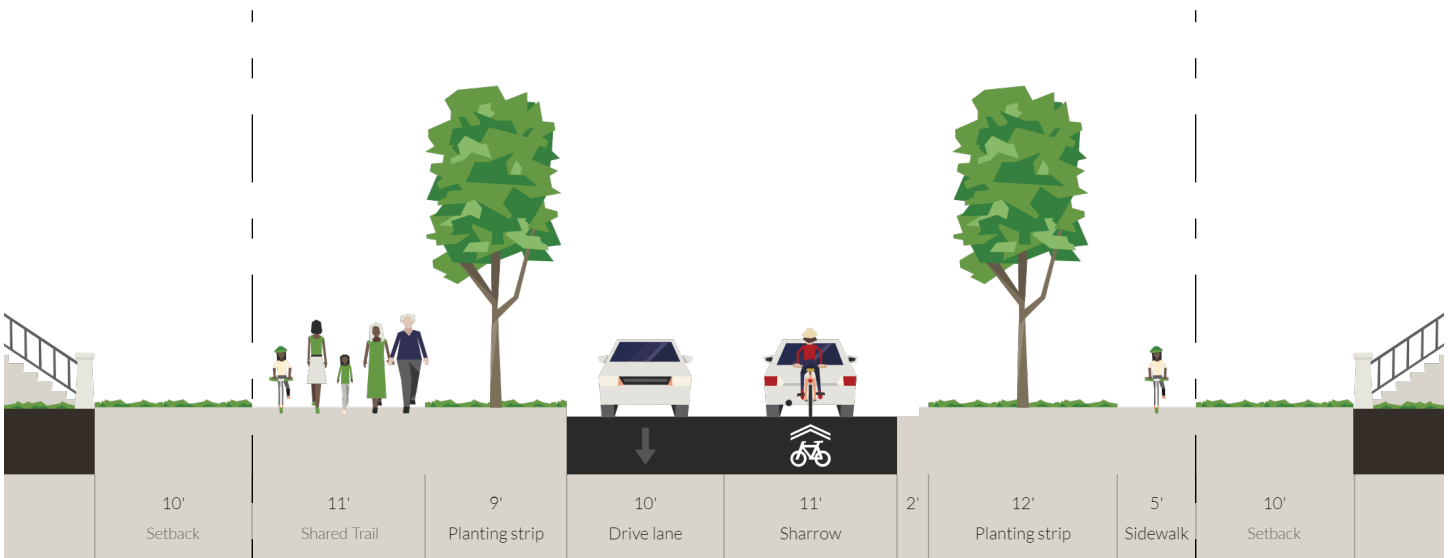 10'
Setback
11'
Shared Trail
9'
Planting strip
10'
Drive lane
11'
Sharrow
2'
12'
Planting strip
5'
Sidewalk
10'
Setback